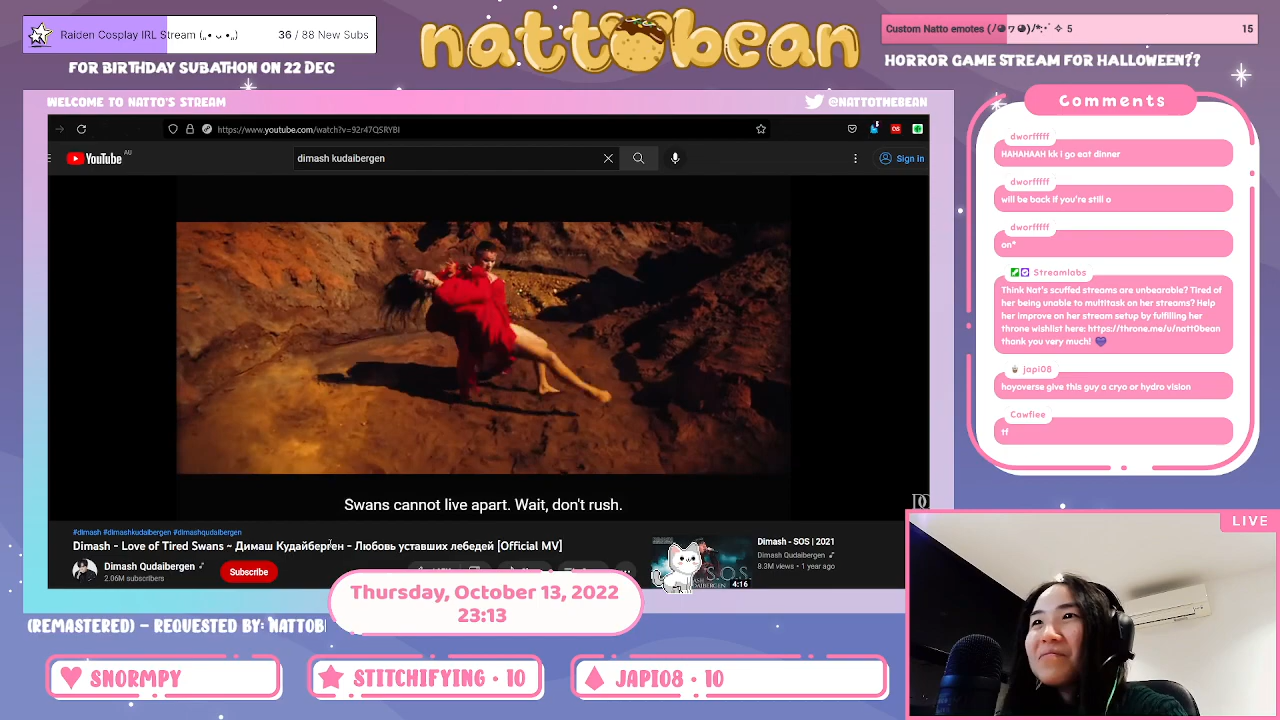 Raiden Cosplay IRL Stream („• ᴗ •„)
36 / 88 New Subs
FOR BIRTHDAY SUBATHON ON 22 DEC
nattobean
Custom Natto emotes (ﾉ◕ヮ◕)ﾉ*:･ﾟ✧ 5
15
HORROR GAME STREAM FOR HALLOWEEN??
WELCOME TO NATTO'S STREAM
@NATTOTHEBEAN
https://www.youtube.com/watch?v=92r47QSRYBI
YouTube AU
dimash kudaibergen
Sign in
Swans cannot live apart. Wait, don't rush.
#dimash #dimashkudaibergen #dimashqudaibergen
Dimash - Love of Tired Swans ~ Димаш Кудайберген - Любовь уставших лебедей [Official MV]
Dimash Qudaibergen
2.06M subscribers
Subscribe
Dimash - SOS | 2021
Dimash Qudaibergen
8.3M views • 1 year ago
4:16
Thursday, October 13, 2022
23:13
(REMASTERED) - REQUESTED BY: NATTOB
SNORMPY
STITCHIFYING • 10
JAPI08 • 10
Comments
dworfffff
HAHAHAAH kk i go eat dinner
dworfffff
will be back if you're still o
dworfffff
on*
Streamlabs
Think Nat's scuffed streams are unbearable? Tired of
her being unable to multitask on her streams? Help
her improve on her stream setup by fulfilling her
throne wishlist here: https://throne.me/u/natt0bean
thank you very much! 💜
japi08
hoyoverse give this guy a cryo or hydro vision
Cawfiee
tf
LIVE